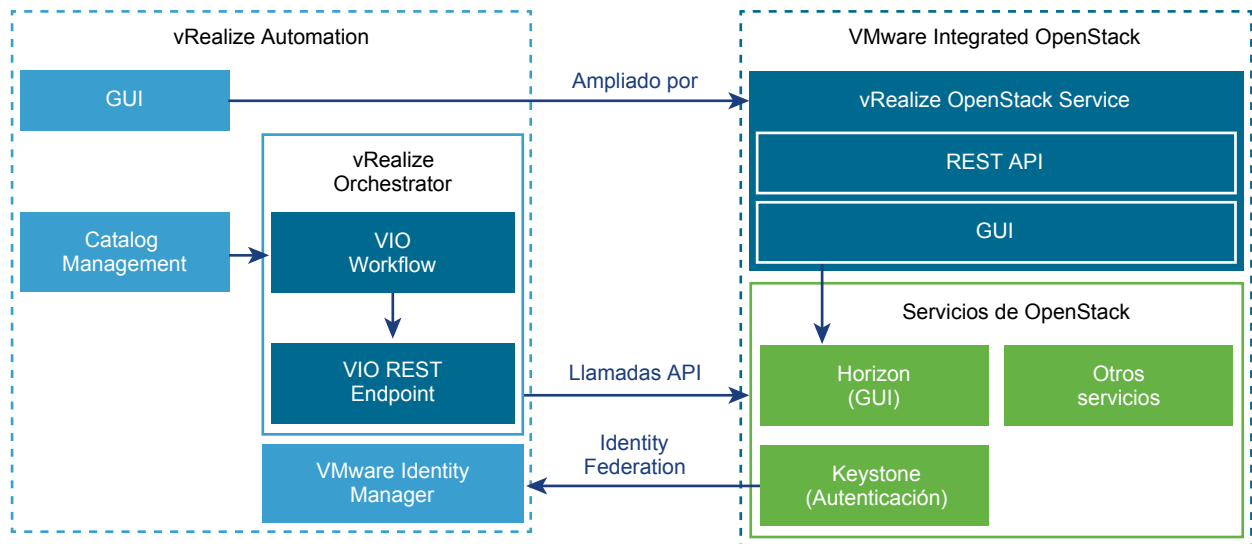 vRealize Automation
GUI
vRealize
Orchestrator
Catalog
Management
VIO
Workflow
VIO REST
Endpoint
VMware Identity
Manager
Ampliado por
Llamadas API
Identity
Federation
VMware Integrated OpenStack
vRealize OpenStack Service
REST API
GUI
Servicios de OpenStack
Horizon
(GUI)
Otros
servicios
Keystone
(Autenticación)